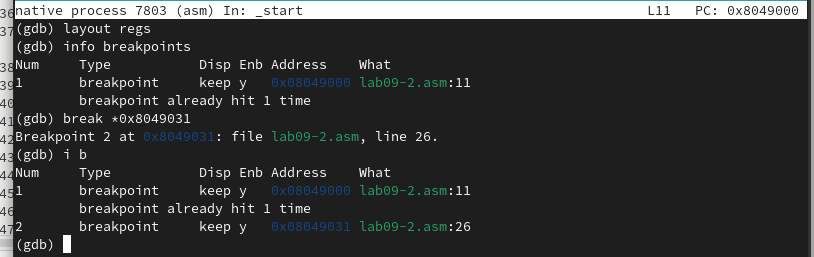 36
native process 7803 (asm) In: _start L11 PC: 0x8049000
37
(gdb) layout regs
(gdb) info breakpoints
38
Num Type Disp Enb Address What
39
1 breakpoint keep y 0x08049000 lab09-2.asm:11
40
breakpoint already hit 1 time
41
(gdb) break *0x8049031
42
Breakpoint 2 at 0x8049031: file lab09-2.asm, line 26.
43
(gdb) i b
44
Num Type Disp Enb Address What
45
1 breakpoint keep y 0x08049000 lab09-2.asm:11
46
breakpoint already hit 1 time
47
2 breakpoint keep y 0x08049031 lab09-2.asm:26
(gdb)